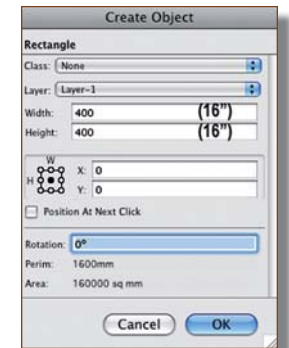 Create Object
Rectangle
Class: None
Layer: Layer-1
Width: 400 (16”)
Height: 400 (16”)
W
H
X: 0
Y: 0
Position At Next Click
Rotation: 0°
Perim: 1600mm
Area: 160000 sq mm
Cancel OK